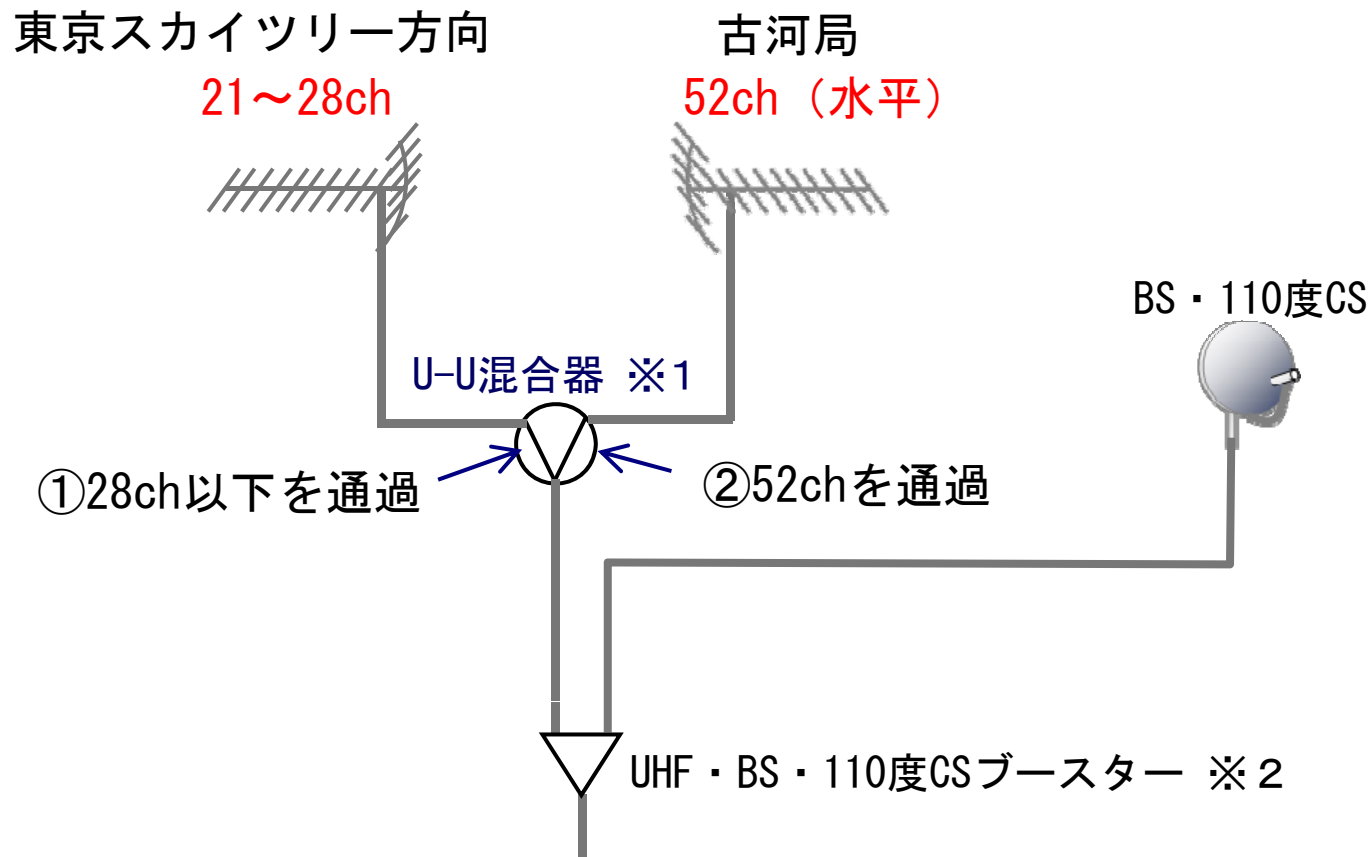 東京スカイツリー方向
21～28ch
古河局
52ch（水平）
BS・110度CS
U-U混合器 ※1
①28ch以下を通過
②52chを通過
UHF・BS・110度CSブースター ※２